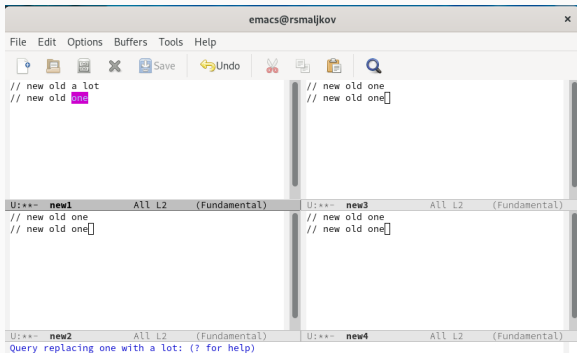 emacs@rsmaljkov ×
File Edit Options Buffers Tools Help
Save Undo
// new old a lot
// new old one
U:**- new1 All L2 (Fundamental)
// new old one
// new old one
U:**- new3 All L2 (Fundamental)
// new old one
// new old one
U:**- new2 All L2 (Fundamental)
// new old one
// new old one
U:**- new4 All L2 (Fundamental)
Query replacing one with a lot: (? for help)